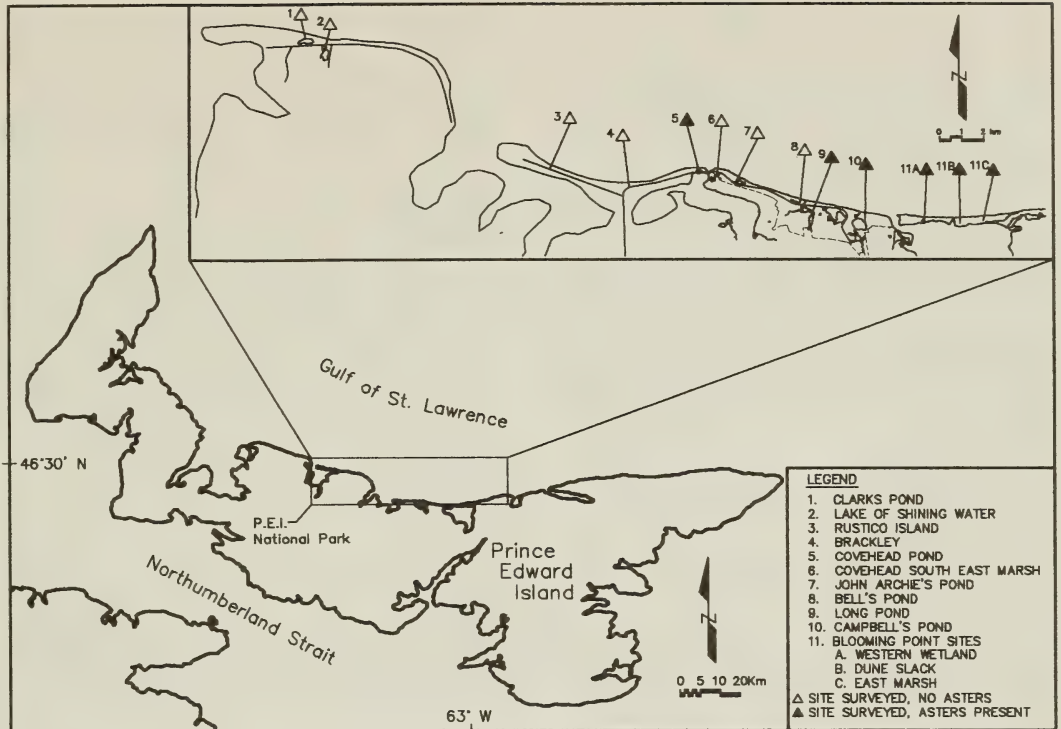 1
2
3
4
5
6
7
8
9
10
11A
11B
11C
N
0 1 2 km
Gulf of St. Lawrence
46°30' N
P.E.I.
National Park
Prince
Edward
Island
Northumberland Strait
N
0 5 10 20Km
63° W
LEGEND
1. CLARKS POND
2. LAKE OF SHINING WATER
3. RUSTICO ISLAND
4. BRACKLEY
5. COVEHEAD POND
6. COVEHEAD SOUTH EAST MARSH
7. JOHN ARCHIE'S POND
8. BELL'S POND
9. LONG POND
10. CAMPBELL'S POND
11. BLOOMING POINT SITES
A. WESTERN WETLAND
B. DUNE SLACK
C. EAST MARSH
△ SITE SURVEYED, NO ASTERS
▲ SITE SURVEYED, ASTERS PRESENT